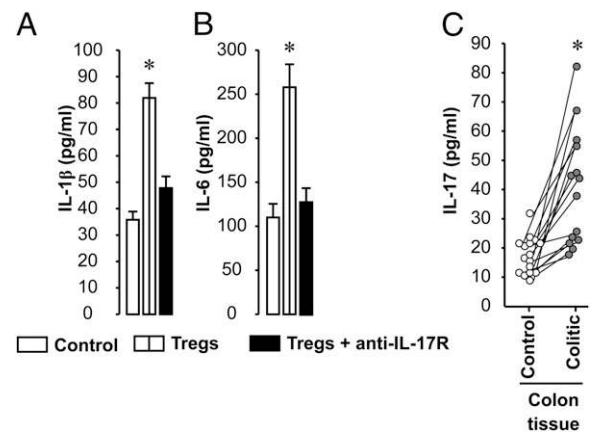 A
IL-1β (pg/ml)
100
90
80
70
60
50
40
30
20
10
0
*
B
IL-6 (pg/ml)
300
250
200
150
100
50
0
*
C
IL-17 (pg/ml)
90
80
70
60
50
40
30
20
10
0
*
Control
Colitic
Colon
tissue
Control
Tregs
Tregs + anti-IL-17R